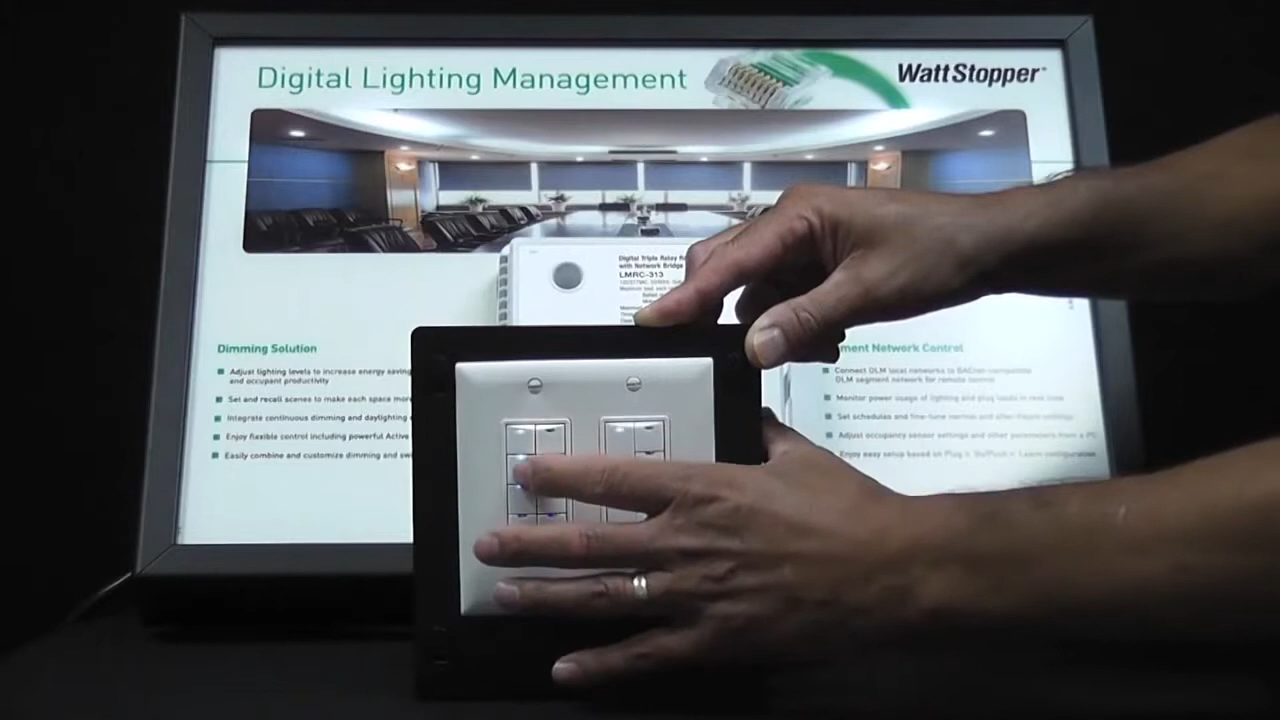 Digital Lighting Management
WattStopper
Digital Triple Relay
with Network Bridge
LMRC-313
Dimming Solution
Adjust lighting levels to increase energy saving
and occupant productivity
Set and recall scenes to make each space more
Integrate continuous dimming and daylighting
Enjoy flexible control including powerful Active
Easily combine and customize dimming and
Network Control
Connect DLM local networks to BACnet-compatible
DLM segment network for remote control
Monitor power usage of lighting and plug loads in real time
Set schedules and fine-tune normal and after hours settings
Adjust occupancy sensor settings and other parameters from a PC
Enjoy easy setup based on Plug n' Go/Push n' Learn configuration